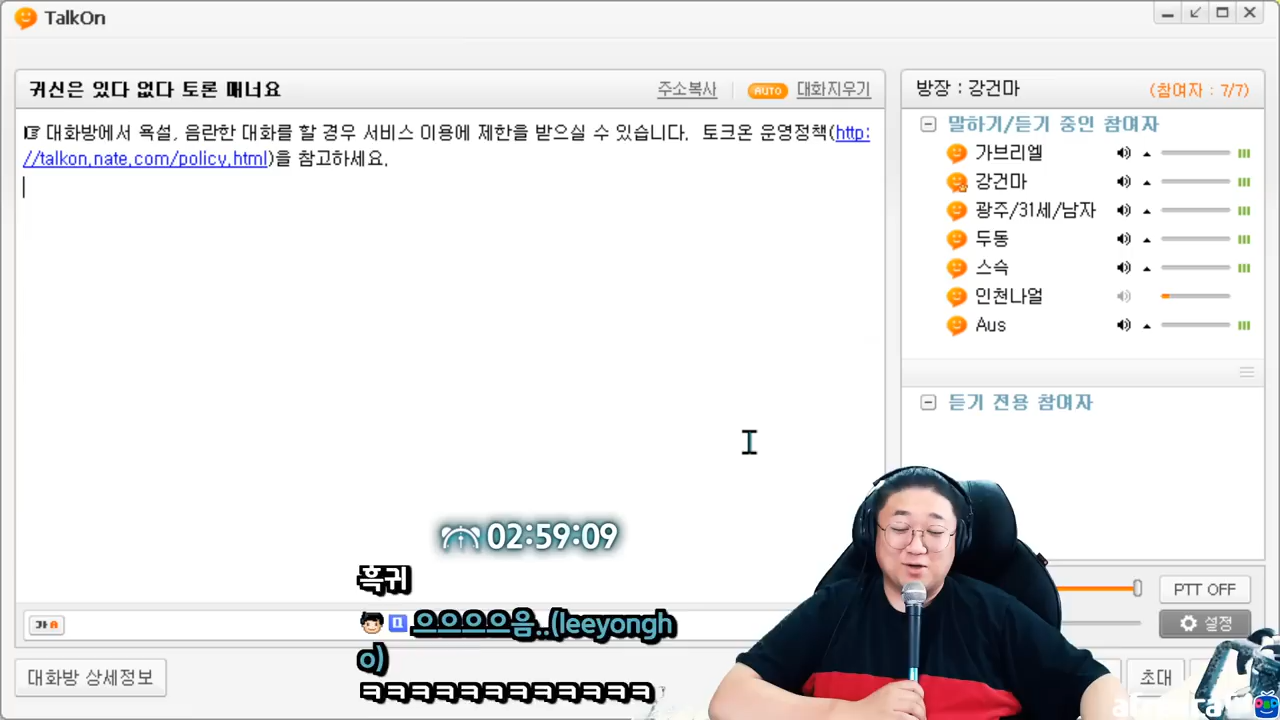 TalkOn
귀신은 있다 없다 토론 매너요
주소복사
AUTO
대화지우기
☞ 대화방에서 욕설, 음란한 대화를 할 경우 서비스 이용에 제한을 받으실 수 있습니다. 토크온 운영정책(http:
//talkon.nate.com/policy.html)을 참고하세요.
방장 : 강건마
(참여자 : 7/7)
말하기/듣기 중인 참여자
가브리엘
강건마
광주/31세/남자
두동
스슥
인천나얼
Aus
듣기 전용 참여자
02:59:09
흑귀
으으으으음..(leeyongh
o)
ㅋㅋㅋㅋㅋㅋㅋㅋㅋㅋㅋㅋ
가A
PTT OFF
설정
대화방 상세정보
초대